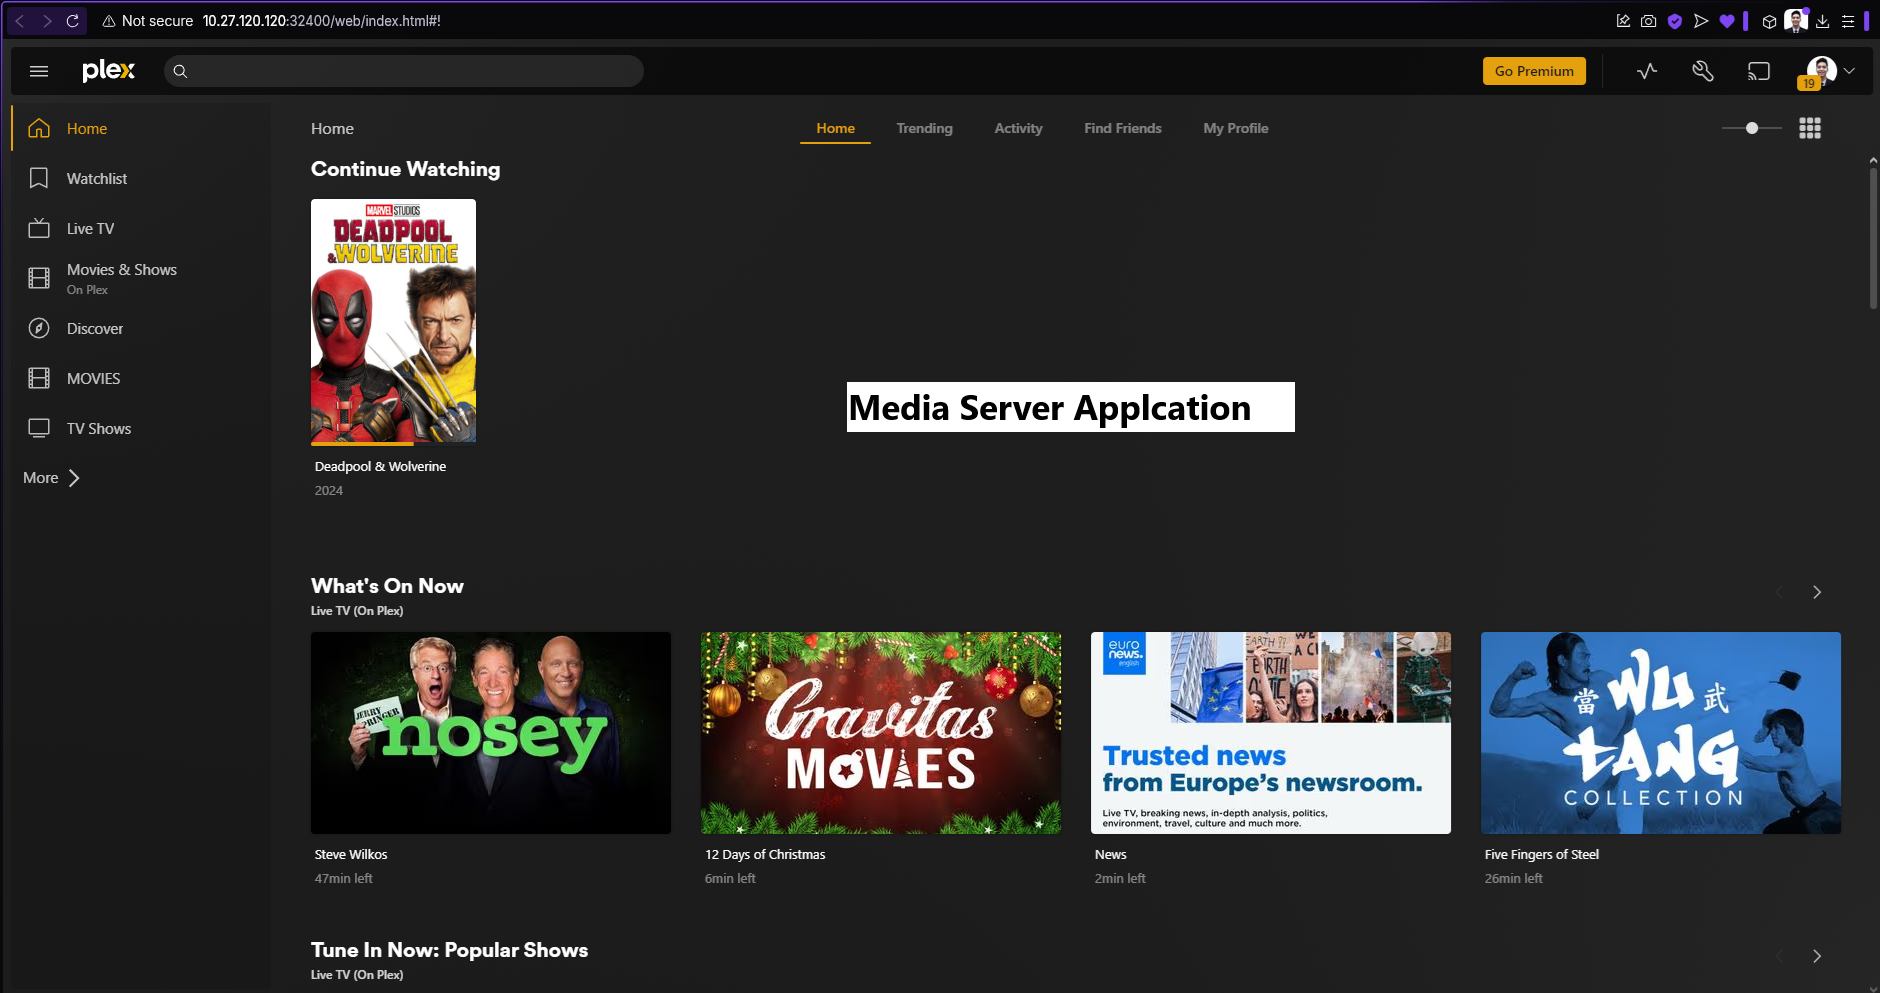 Not secure 10.27.120.120:32400/web/index.html#!
plex
Go Premium
19
Home
Watchlist
Live TV
Movies & Shows
On Plex
Discover
MOVIES
TV Shows
More
Home
Home Trending Activity Find Friends My Profile
Continue Watching
MARVEL STUDIOS
DEADPOOL
& WOLVERINE
Deadpool & Wolverine
2024
Media Server Applcation
What's On Now
Live TV (On Plex)
JERRY
SPRINGER
nosey
Steve Wilkos
47min left
Gravitas
MOVIES
12 Days of Christmas
6min left
euro
news.
english
EARTH ??
EARTH
Trusted news
from Europe's newsroom.
Live TV, breaking news, in-depth analysis, politics,
environment, travel, culture and much more.
News
2min left
當 WU 武
TANG
COLLECTION
Five Fingers of Steel
26min left
Tune In Now: Popular Shows
Live TV (On Plex)